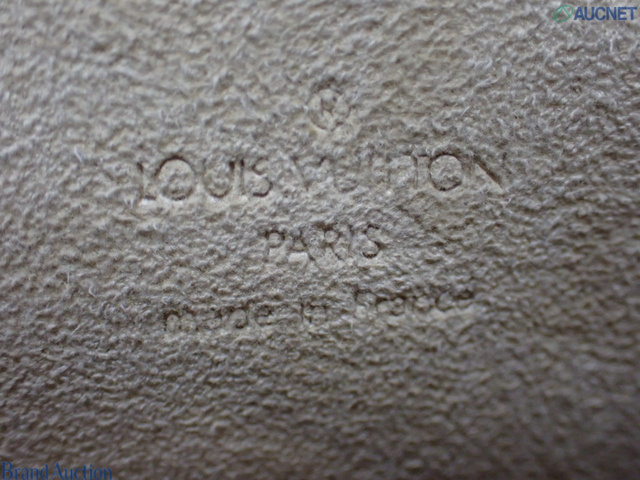 AUCNET
®
LOUIS VUITTON
PARIS
made in France
Brand Auction